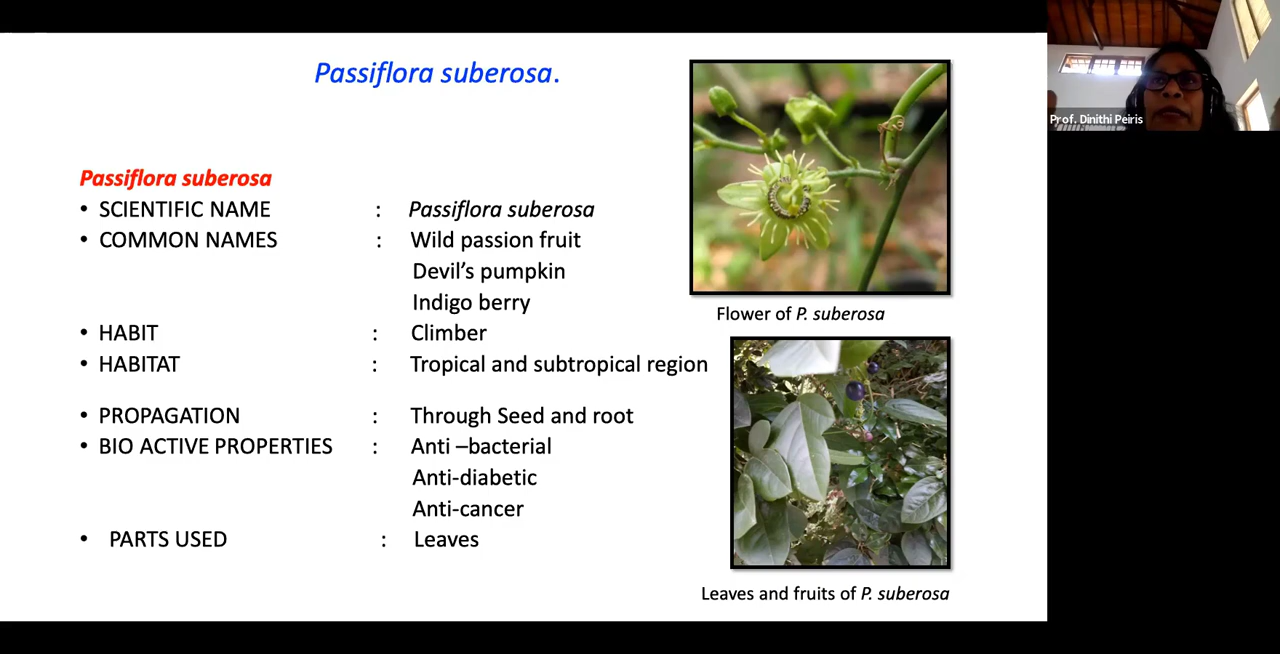 Passiflora suberosa.
Passiflora suberosa
• SCIENTIFIC NAME : Passiflora suberosa
• COMMON NAMES : Wild passion fruit
Devil’s pumpkin
Indigo berry
• HABIT : Climber
• HABITAT : Tropical and subtropical region
• PROPAGATION : Through Seed and root
• BIO ACTIVE PROPERTIES : Anti –bacterial
Anti-diabetic
Anti-cancer
• PARTS USED : Leaves
Flower of P. suberosa
Leaves and fruits of P. suberosa
Prof. Dinithi Peiris